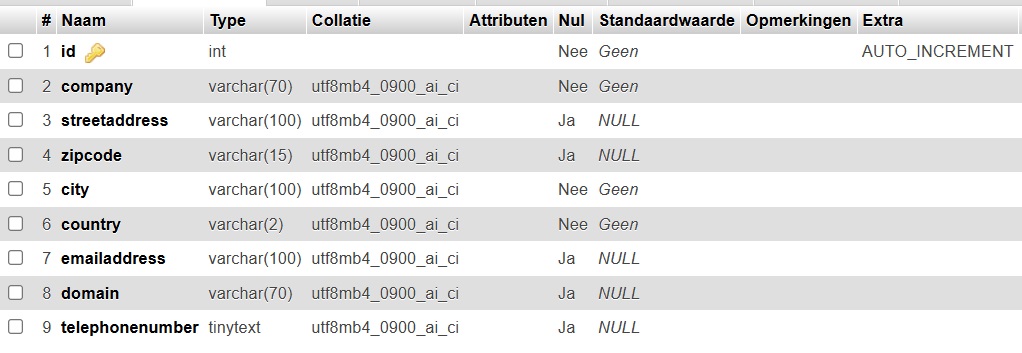 # Naam Type Collatie Attributen Nul Standaardwaarde Opmerkingen Extra
1 id int Nee Geen AUTO_INCREMENT
2 company varchar(70) utf8mb4_0900_ai_ci Nee Geen
3 streetaddress varchar(100) utf8mb4_0900_ai_ci Ja NULL
4 zipcode varchar(15) utf8mb4_0900_ai_ci Ja NULL
5 city varchar(100) utf8mb4_0900_ai_ci Nee Geen
6 country varchar(2) utf8mb4_0900_ai_ci Nee Geen
7 emailaddress varchar(100) utf8mb4_0900_ai_ci Ja NULL
8 domain varchar(70) utf8mb4_0900_ai_ci Ja NULL
9 telephonenumber tinytext utf8mb4_0900_ai_ci Ja NULL